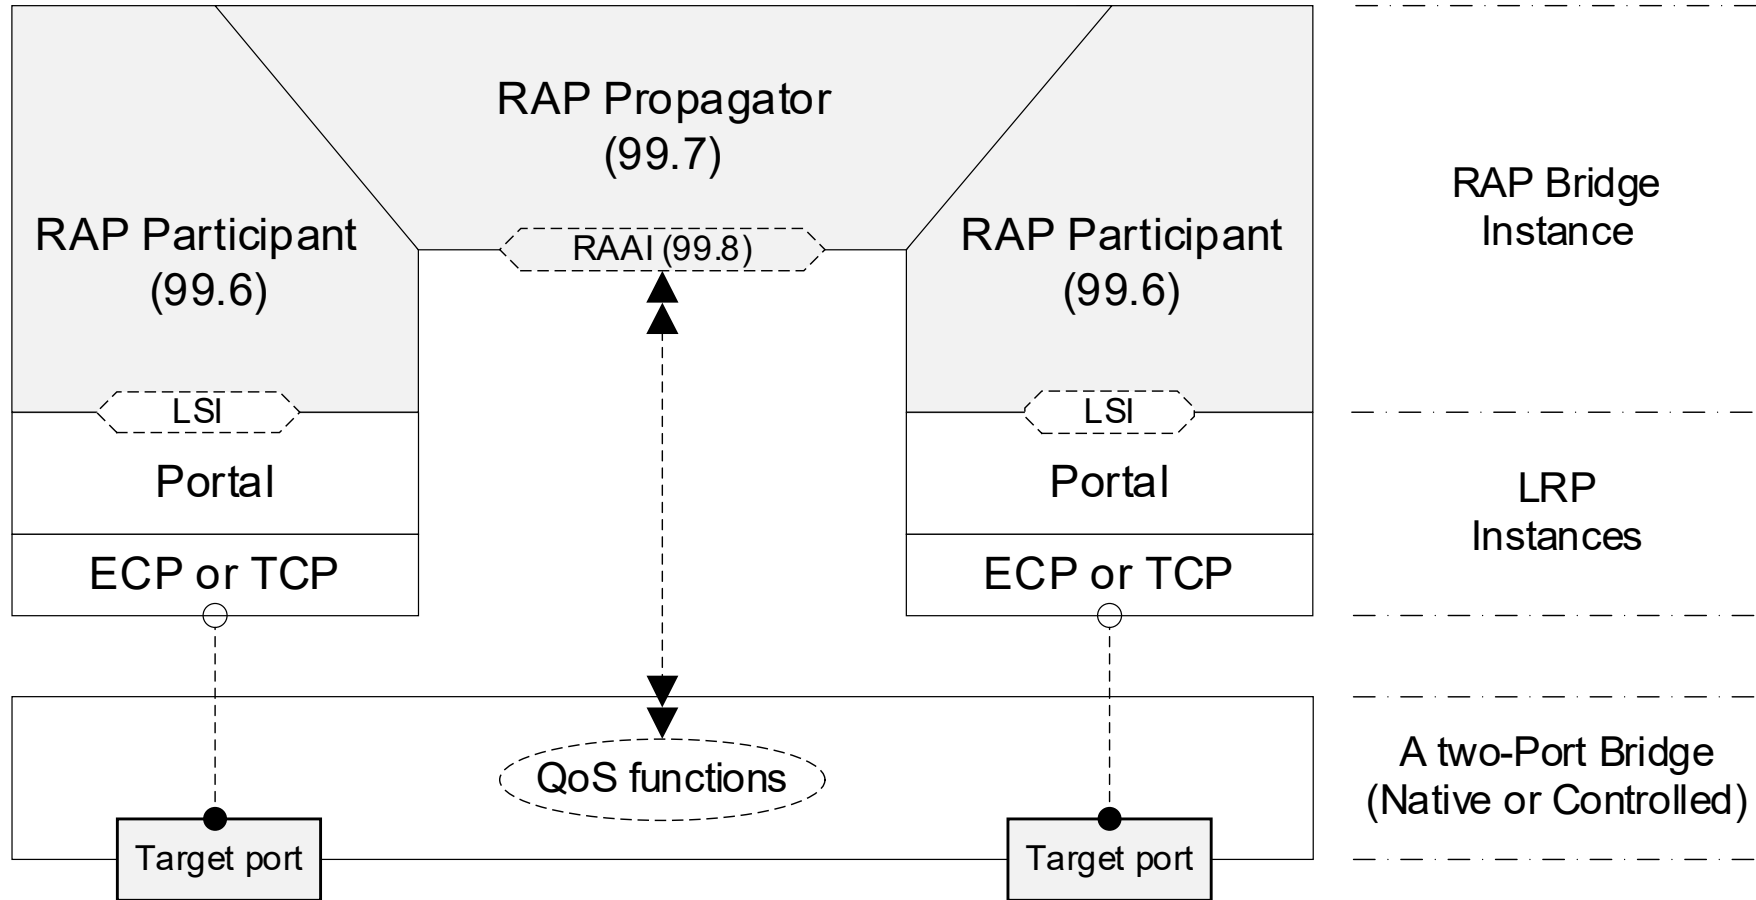 RAP Propagator
(99.7)
RAP Participant
(99.6)
RAAI (99.8)
RAP Participant
(99.6)
RAP Bridge
Instance
LSI
LSI
Portal
Portal
LRP
Instances
ECP or TCP
ECP or TCP
QoS functions
A two-Port Bridge
(Native or Controlled)
Target port
Target port